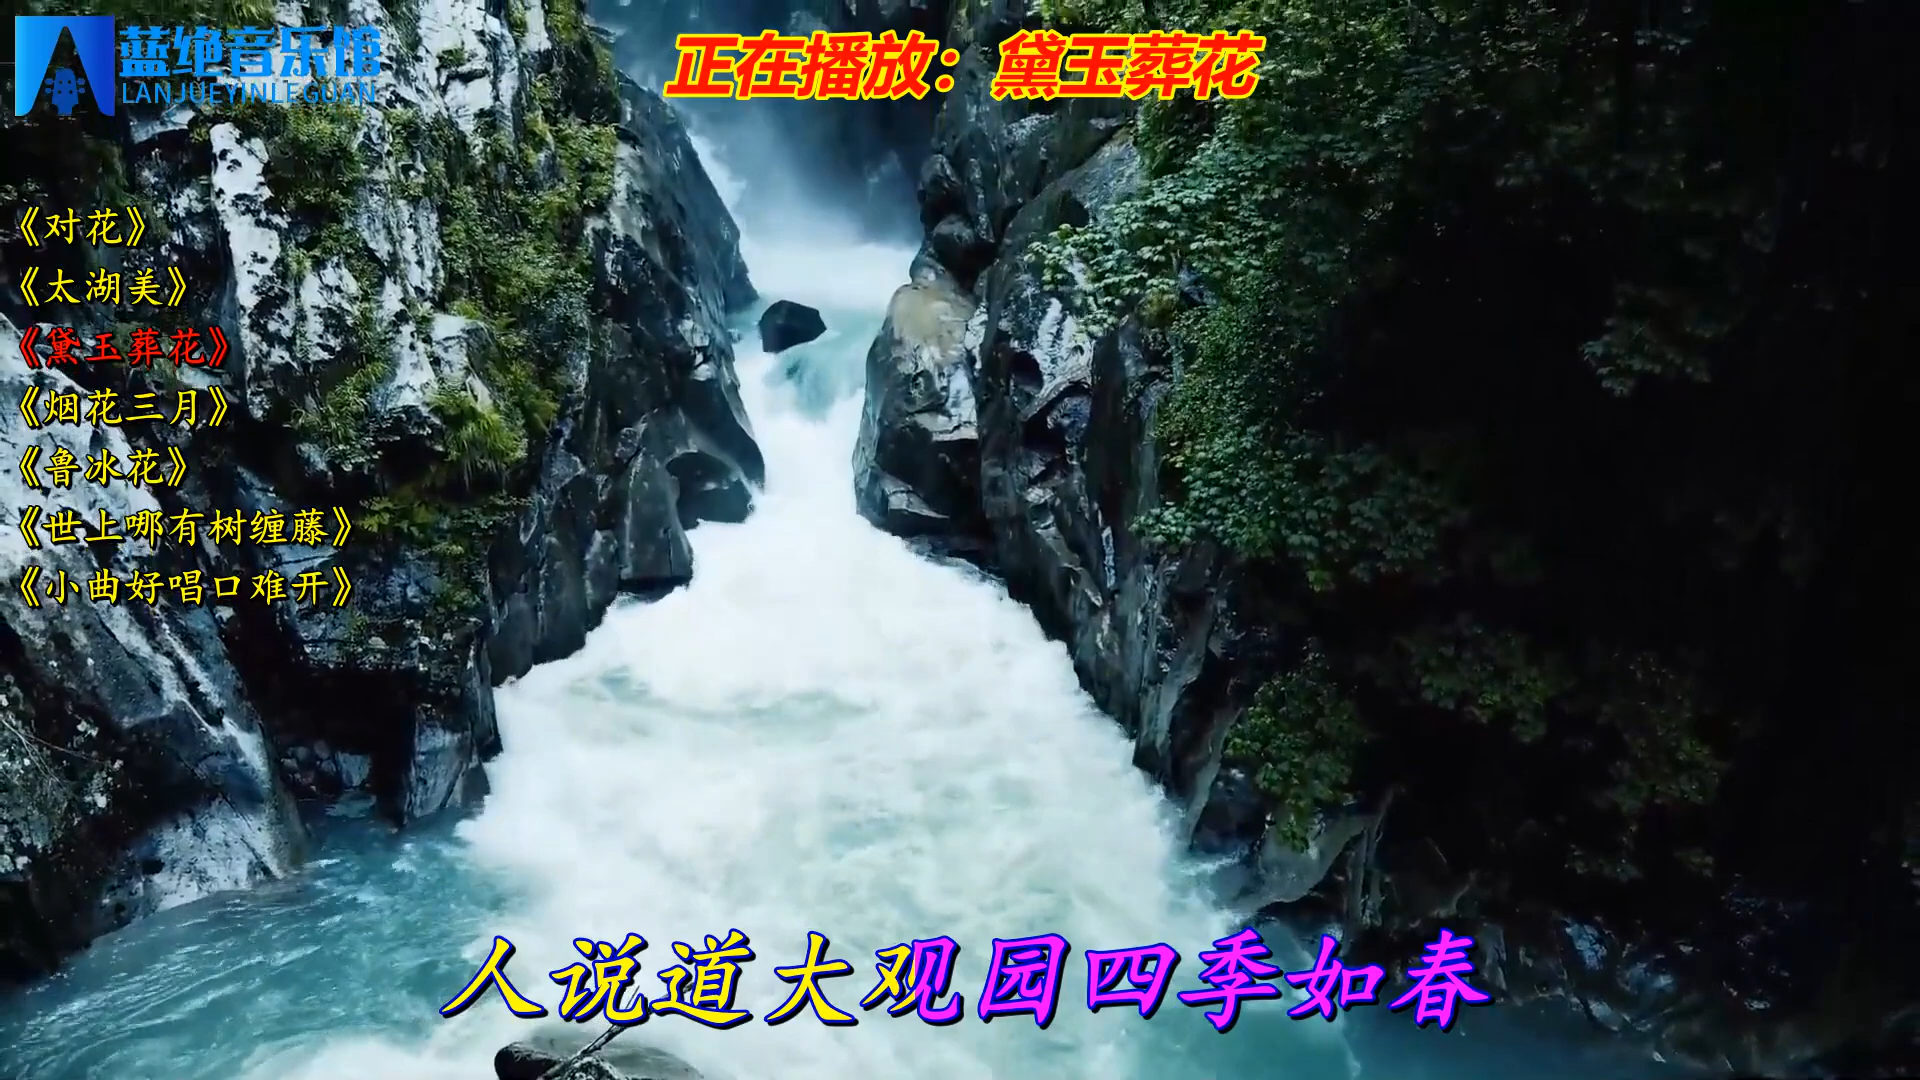 蓝绝音乐馆
LANJUEYINLEGUAN
正在播放：黛玉葬花
《对花》
《太湖美》
《黛玉葬花》
《烟花三月》
《鲁冰花》
《世上哪有树缠藤》
《小曲好唱口难开》
人说道大观园四季如春